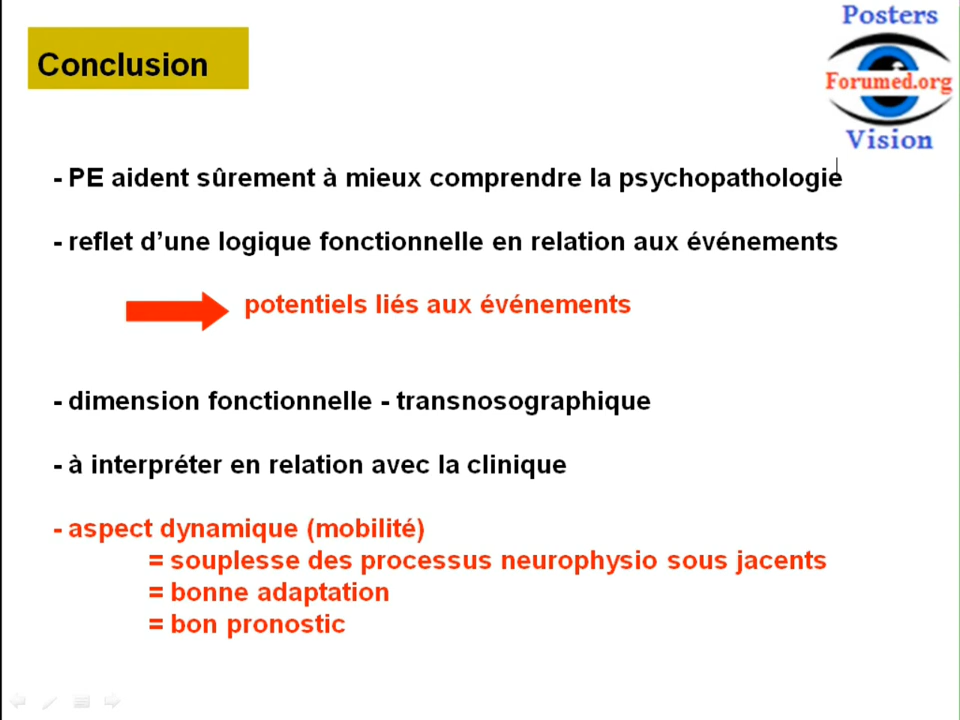 Posters
Conclusion
Forumed.org
Vision
- PE aident sûrement à mieux comprendre la psychopathologie
- reflet d’une logique fonctionnelle en relation aux événements
potentiels liés aux événements
- dimension fonctionnelle - transnosographique
- à interpréter en relation avec la clinique
- aspect dynamique (mobilité)
= souplesse des processus neurophysio sous jacents
= bonne adaptation
= bon pronostic